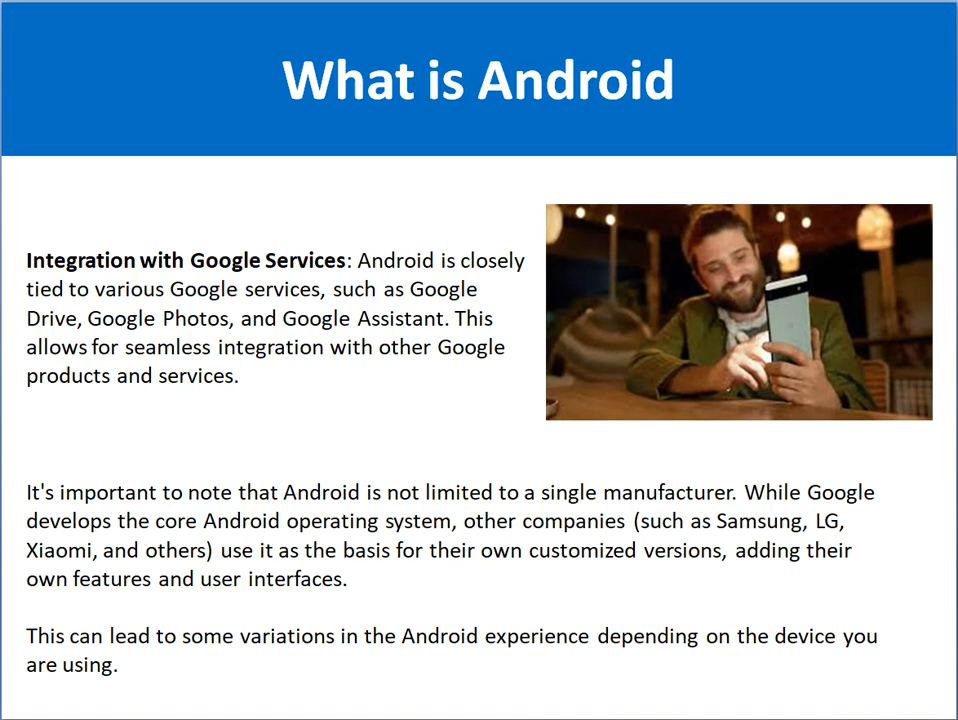 What is Android
Integration with Google Services: Android is closely
tied to various Google services, such as Google
Drive, Google Photos, and Google Assistant. This
allows for seamless integration with other Google
products and services.
It's important to note that Android is not limited to a single manufacturer. While Google
develops the core Android operating system, other companies (such as Samsung, LG,
Xiaomi, and others) use it as the basis for their own customized versions, adding their
own features and user interfaces.
This can lead to some variations in the Android experience depending on the device you
are using.